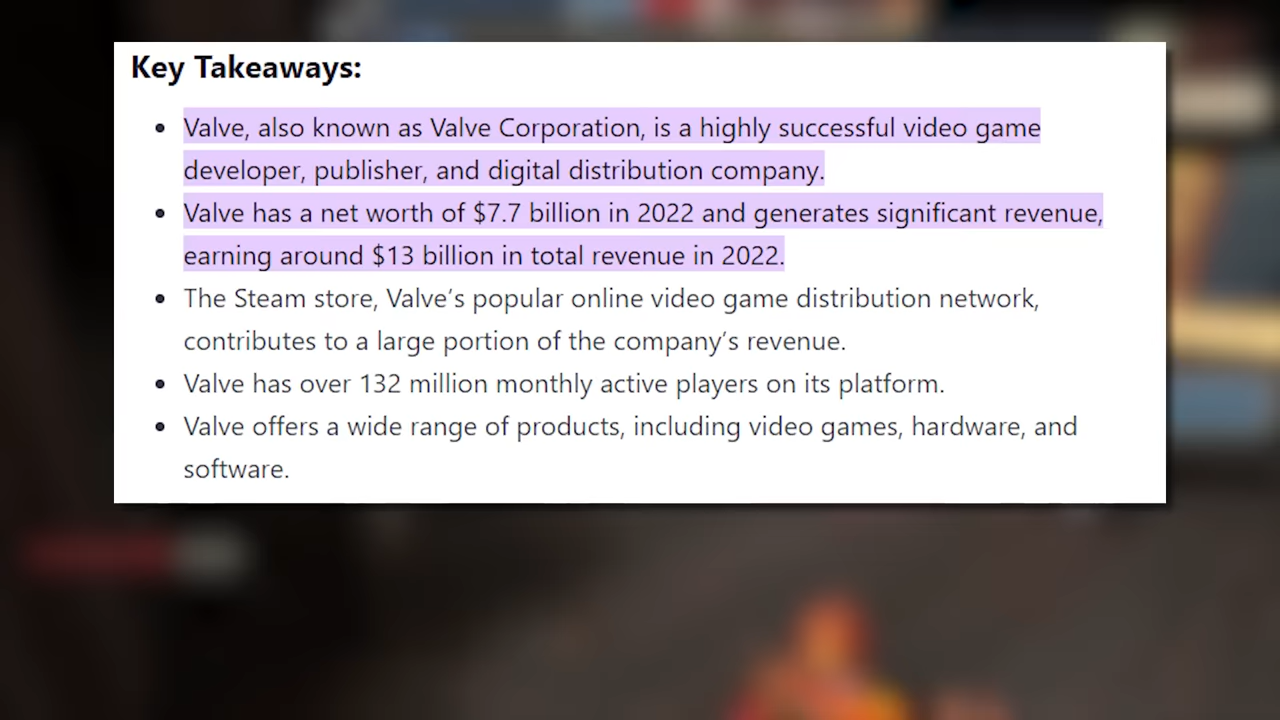 Key Takeaways:
• Valve, also known as Valve Corporation, is a highly successful video game
developer, publisher, and digital distribution company.
• Valve has a net worth of $7.7 billion in 2022 and generates significant revenue,
earning around $13 billion in total revenue in 2022.
• The Steam store, Valve’s popular online video game distribution network,
contributes to a large portion of the company’s revenue.
• Valve has over 132 million monthly active players on its platform.
• Valve offers a wide range of products, including video games, hardware, and
software.